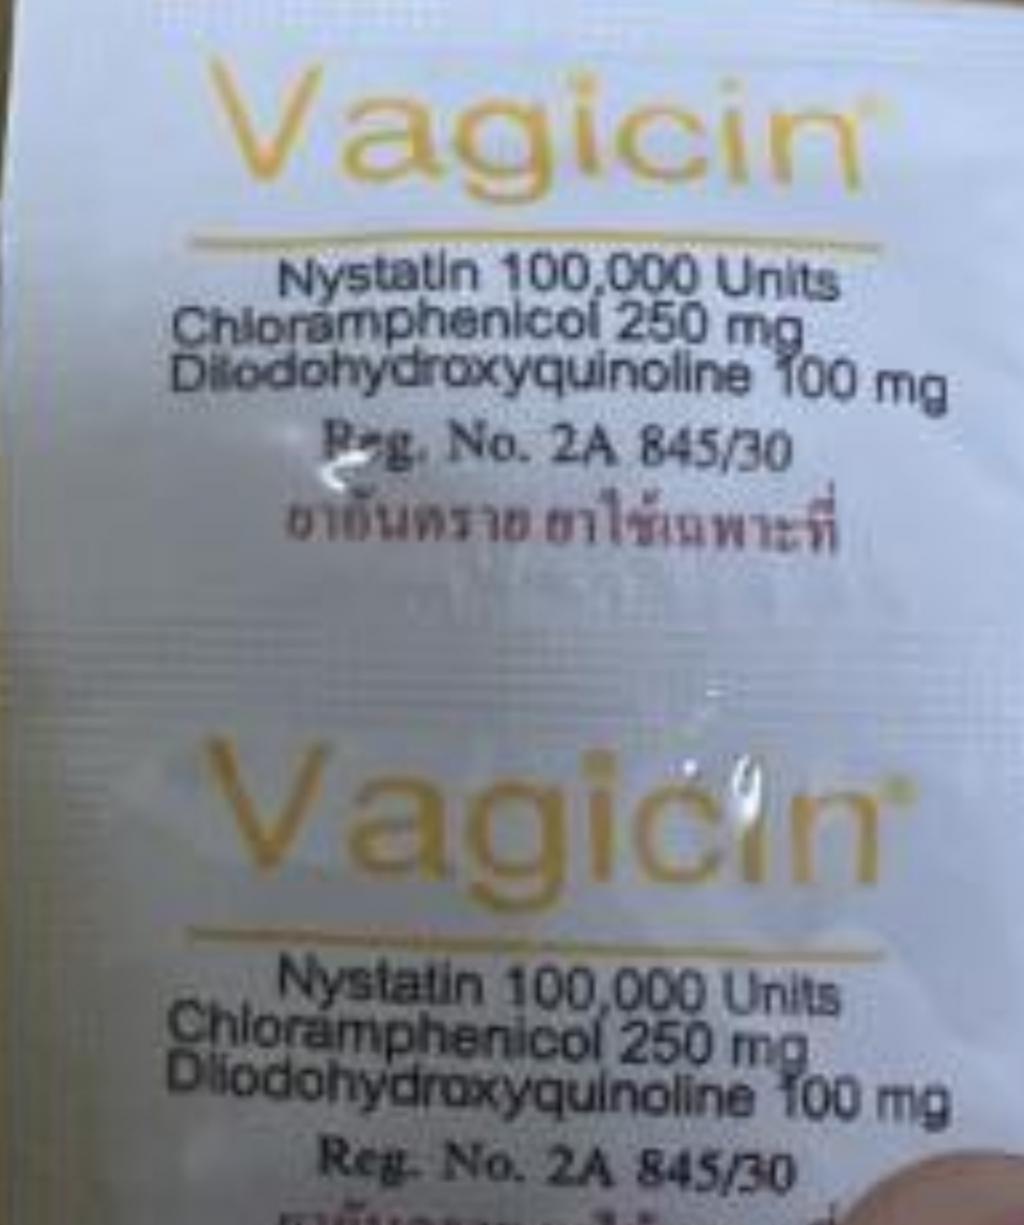 Vagicin
Nystatin 100,000 Units
Chloramphenicol 250 mg
Diiodohydroxyquinoline 100 mg
Reg. No. 2A 845/30
ยาอันตราย ยาใช้เฉพาะที่
Vagicin
Nystatin 100,000 Units
Chloramphenicol 250 mg
Diiodohydroxyquinoline 100 mg
Reg. No. 2A 845/30